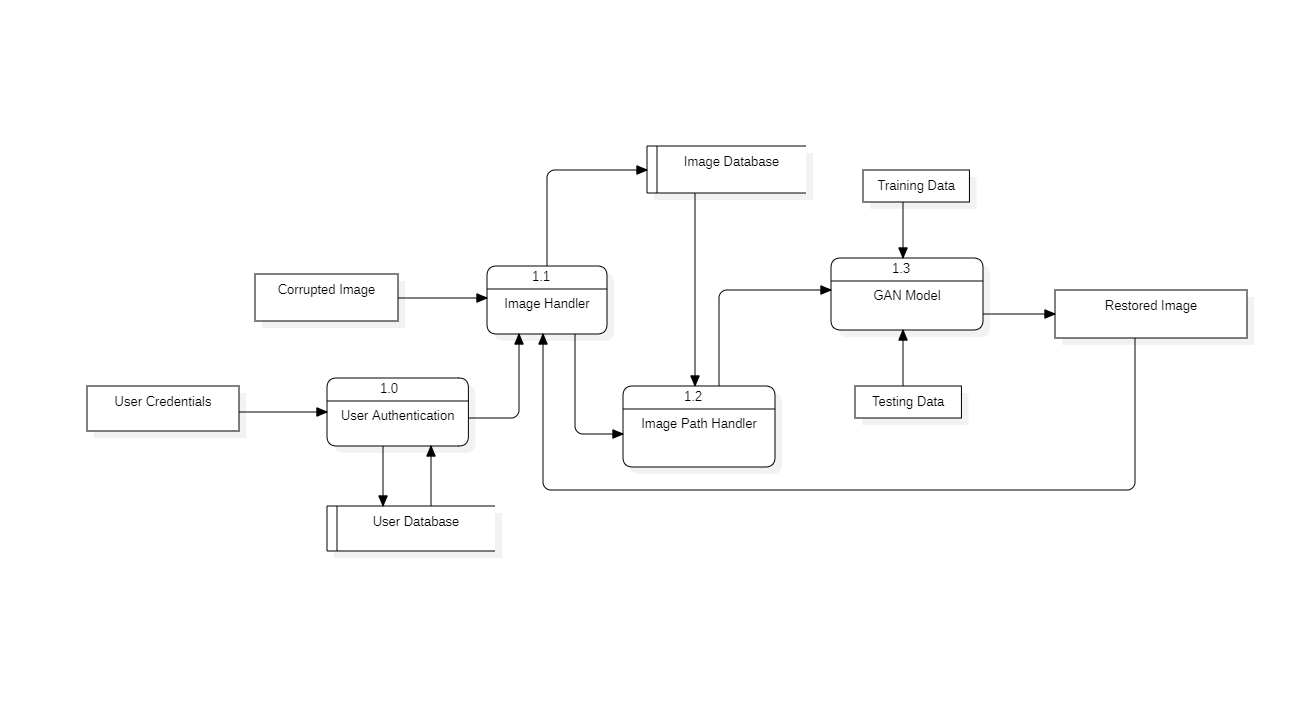 Image Database
Training Data
1.3
GAN Model
1.1
Image Handler
Corrupted Image
Restored Image
1.0
User Authentication
User Credentials
1.2
Image Path Handler
Testing Data
User Database